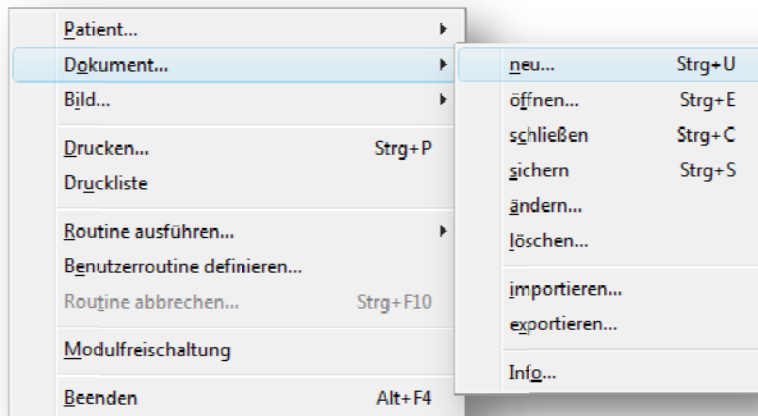 Patient...
Dokument...
Bild...
Drucken... Strg+P
Druckliste
Routine ausführen...
Benutzerroutine definieren...
Routine abbrechen... Strg+F10
Modulfreischaltung
Beenden Alt+F4
neu... Strg+U
öffnen... Strg+E
schließen Strg+C
sichern Strg+S
ändern...
löschen...
importieren...
exportieren...
Info...